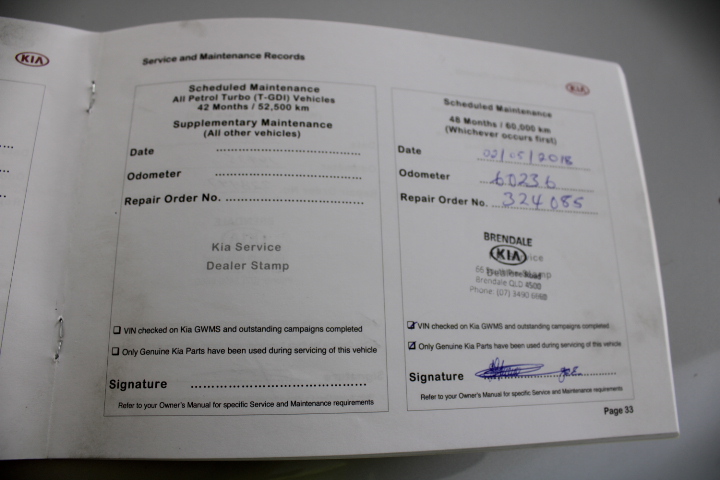 KIA
Service and Maintenance Records
KIA
Scheduled Maintenance
All Petrol Turbo (T-GDI) Vehicles
42 Months / 52,500 km
Supplementary Maintenance
(All other vehicles)
Date ........................................
Odometer ........................................
Repair Order No. ........................................
Kia Service
Dealer Stamp
VIN checked on Kia GWMS and outstanding campaigns completed
Only Genuine Kia Parts have been used during servicing of this vehicle
Signature ........................................
Refer to your Owner's Manual for specific Service and Maintenance requirements
Scheduled Maintenance
48 Months / 60,000 km
(Whichever occurs first)
Date 02/05/2018
Odometer 60236
Repair Order No. 324085
BRENDALE
KIA
Brendale QLD 4500
Phone: (07) 3490 6660
VIN checked on Kia GWMS and outstanding campaigns completed
Only Genuine Kia Parts have been used during servicing of this vehicle
Signature
Refer to your Owner's Manual for specific Service and Maintenance requirements
Page 33